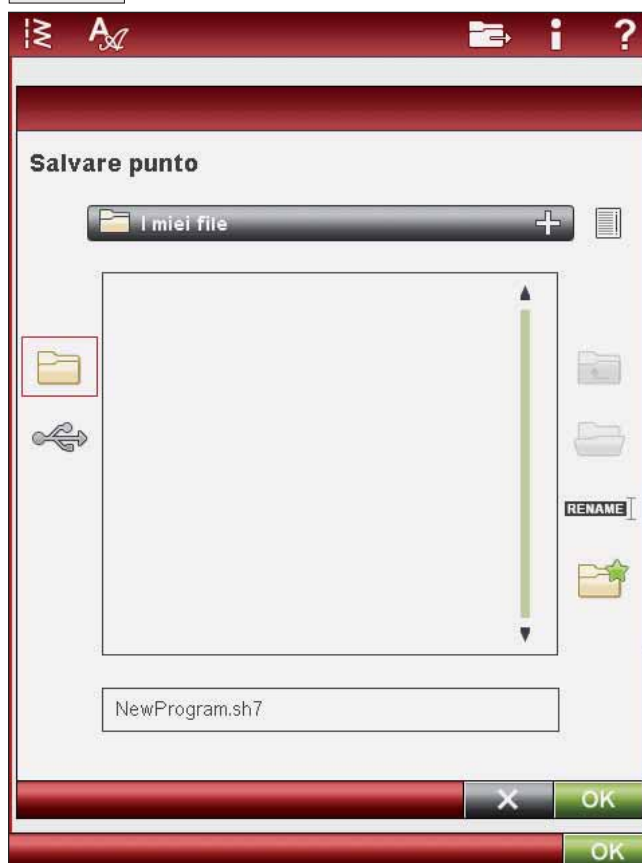 ?
Salvare punto
I miei file
RENAME
NewProgram.sh7
OK
OK